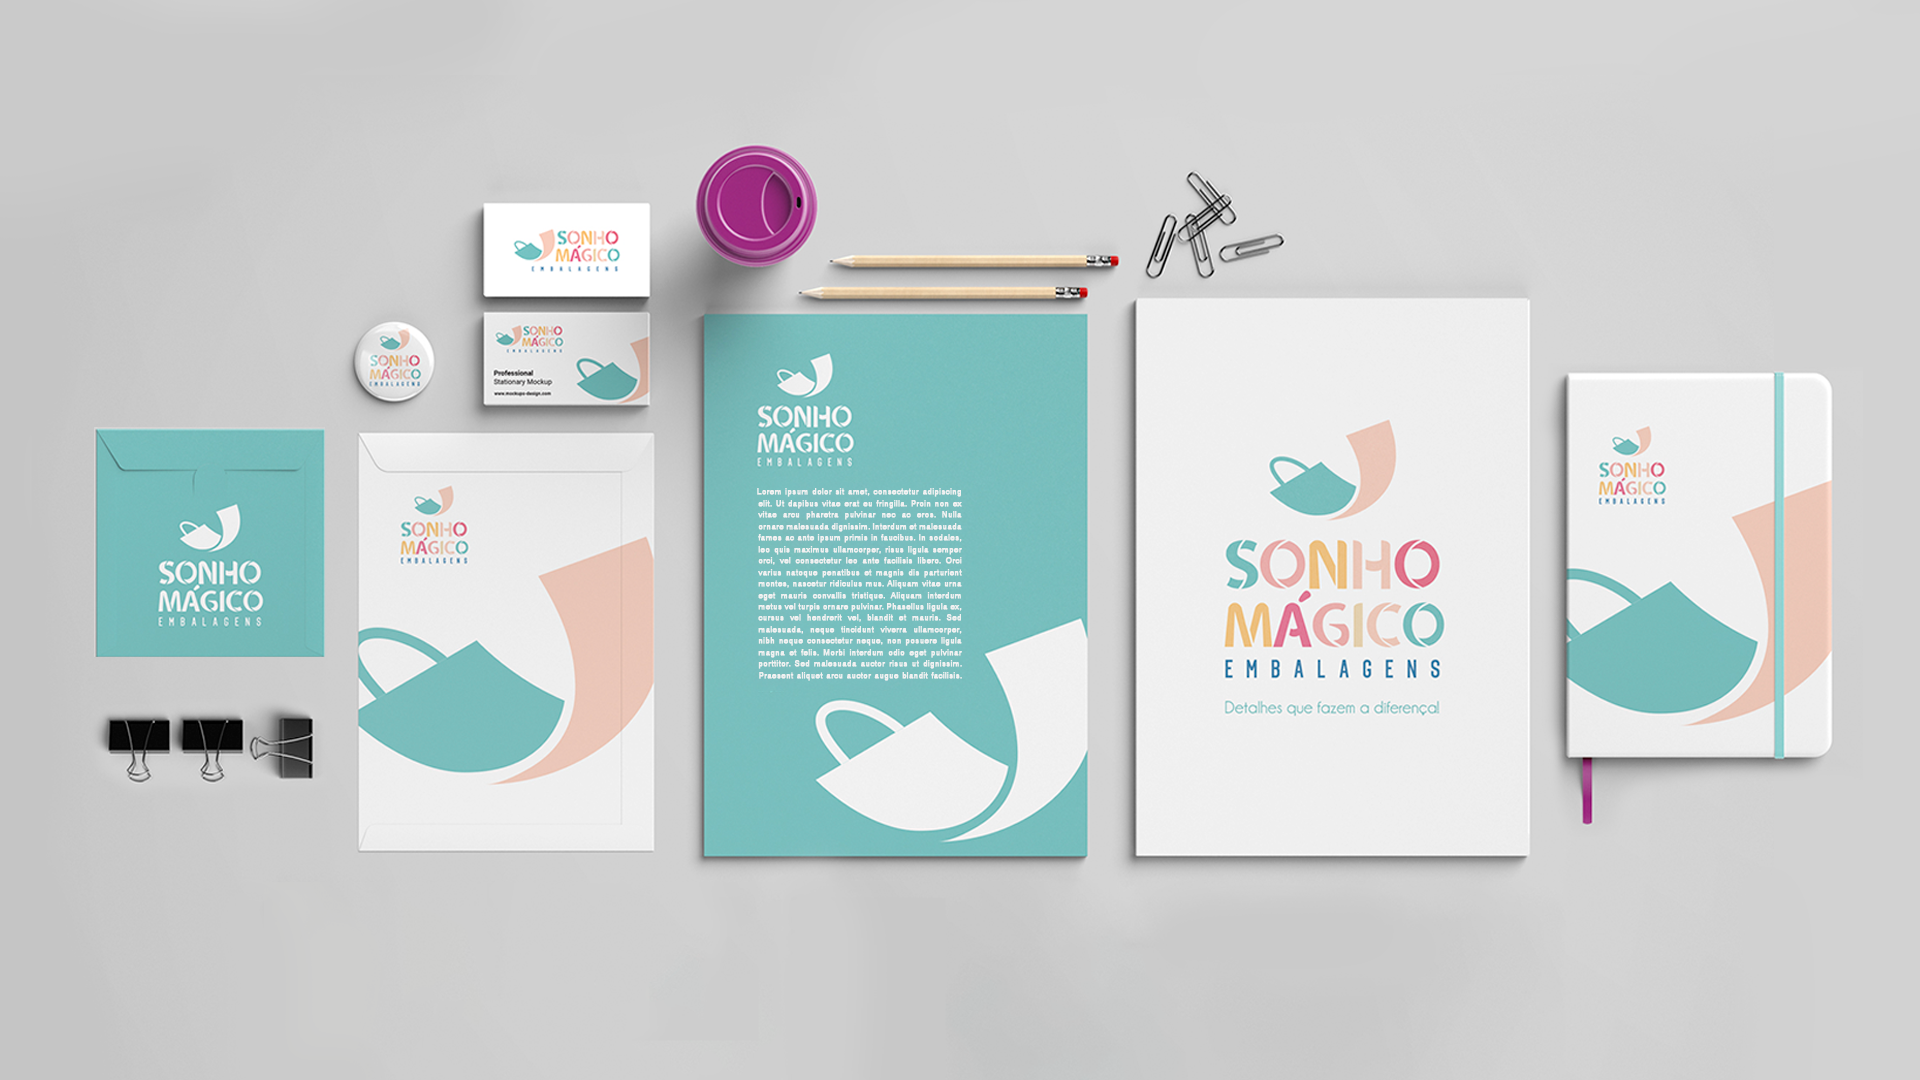 SONHO
MÁGICO
EMBALAGENS
SONHO
MÁGICO
EMBALAGENS
Professional
Stationary Mockup
www.mockups-design.com
SONHO
MÁGICO
EMBALAGENS
SONHO
MÁGICO
EMBALAGENS
SONHO
MÁGICO
EMBALAGENS
SONHO
MÁGICO
EMBALAGENS
Lorem ipsum dolor sit amet, consectetur adipiscing
elit. Ut dapibus vitae erat eu fringilla. Proin non ex
vitae arcu pharetra pulvinar nec ac eros. Nulla
ornare malesuada dignissim. Interdum et malesuada
fames ac ante ipsum primis in faucibus. In sodales,
leo quis maximus ullamcorper, risus ligula semper
orci, vel consectetur leo ante facilisis libero. Orci
varius natoque penatibus et magnis dis parturient
montes, nascetur ridiculus mus. Aliquam vitae urna
eget mauris convallis tristique. Aliquam interdum
metus vel turpis ornare pulvinar. Phasellus ligula ex,
cursus vel hendrerit vel, blandit et mauris. Sed
malesuada, neque tincidunt viverra ullamcorper,
nibh neque consectetur neque, non posuere ligula
magna et felis. Morbi interdum odio eget pulvinar
porttitor. Sed malesuada auctor risus ut dignissim.
Praesent aliquet arcu auctor augue blandit facilisis.
SONHO
MÁGICO
EMBALAGENS
Detalhes que fazem a diferença!
SONHO
MÁGICO
EMBALAGENS